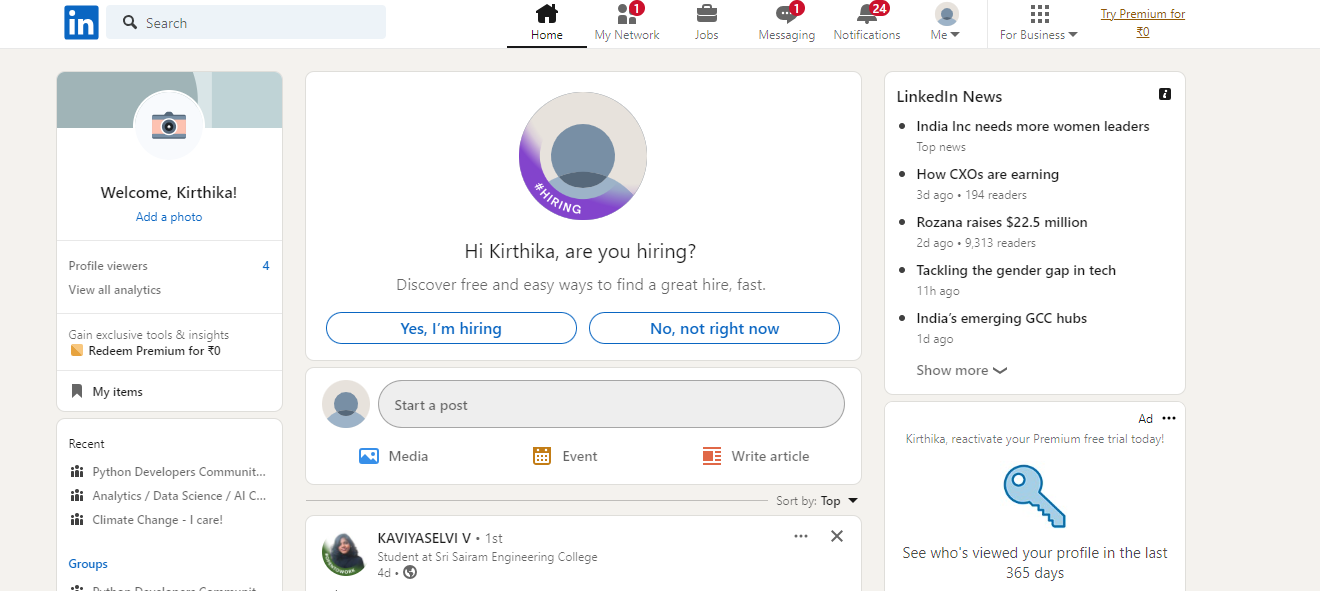 in
Search
1
1
24
Home
My Network
Jobs
Messaging
Notifications
Me
For Business
Try Premium for
₹0
Welcome, Kirthika!
Add a photo
Profile viewers 4
View all analytics
Gain exclusive tools & insights
Redeem Premium for ₹0
My items
Recent
Python Developers Communit...
Analytics / Data Science / AI C...
Climate Change - I care!
Groups
Python Developers Communit
#HIRING
Hi Kirthika, are you hiring?
Discover free and easy ways to find a great hire, fast.
Yes, I’m hiring
No, not right now
Start a post
Media
Event
Write article
Sort by: Top
KAVIYASELVI V • 1st
Student at Sri Sairam Engineering College
4d •
LinkedIn News
India Inc needs more women leaders
Top news
How CXOs are earning
3d ago • 194 readers
Rozana raises $22.5 million
2d ago • 9,313 readers
Tackling the gender gap in tech
11h ago
India’s emerging GCC hubs
1d ago
Show more
Ad
Kirthika, reactivate your Premium free trial today!
See who's viewed your profile in the last
365 days